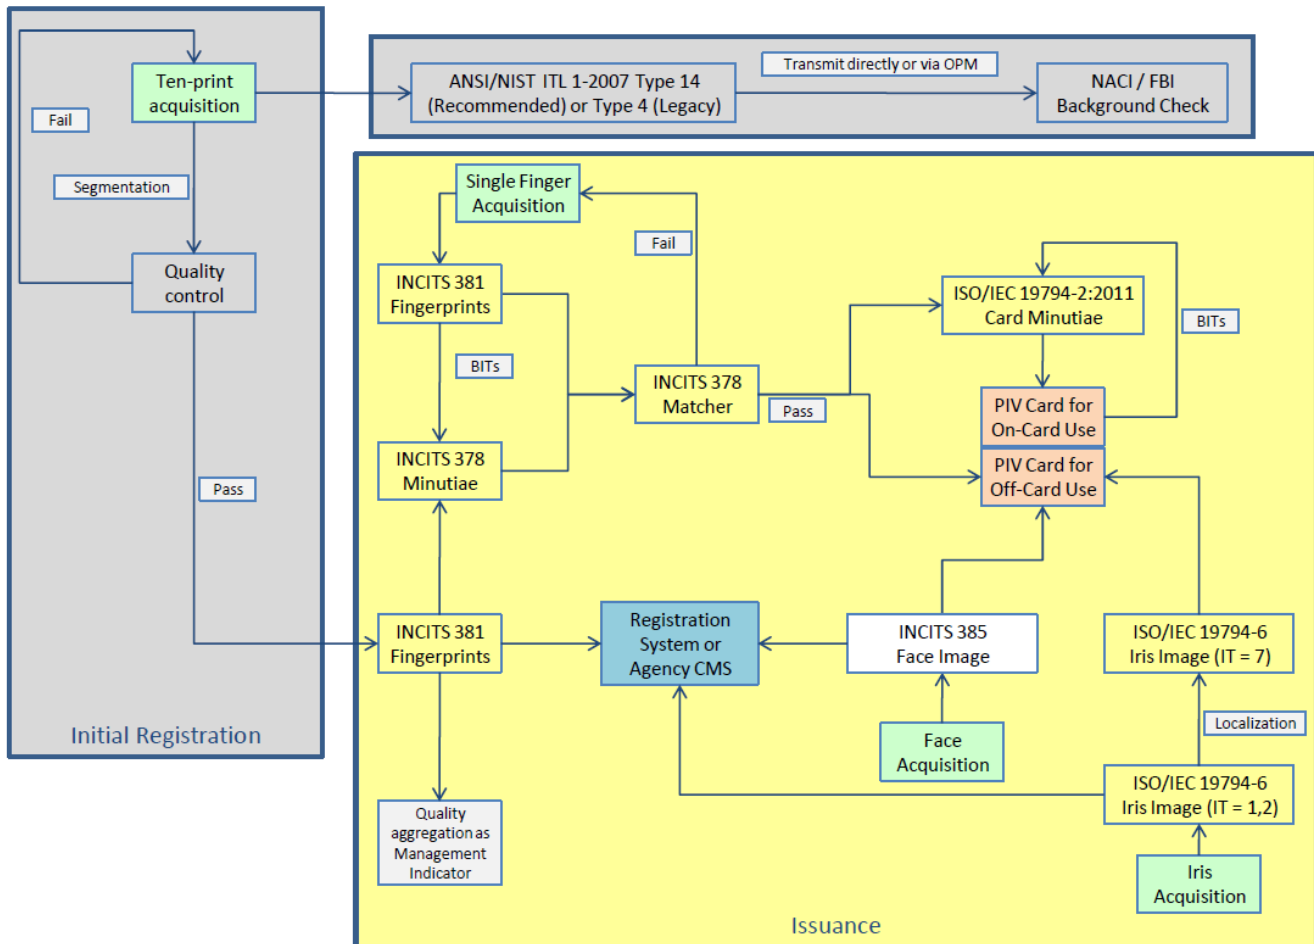 Ten-print
acquisition
Fail
Segmentation
Quality
control
Pass
Initial Registration
ANSI/NIST ITL 1-2007 Type 14
(Recommended) or Type 4 (Legacy)
Transmit directly or via OPM
NACI / FBI
Background Check
Single Finger
Acquisition
Fail
INCITS 381
Fingerprints
BITs
INCITS 378
Minutiae
INCITS 378
Matcher
Pass
ISO/IEC 19794-2:2011
Card Minutiae
BITs
PIV Card for
On-Card Use
PIV Card for
Off-Card Use
INCITS 381
Fingerprints
Registration
System or
Agency CMS
INCITS 385
Face Image
ISO/IEC 19794-6
Iris Image (IT = 7)
Localization
Face
Acquisition
ISO/IEC 19794-6
Iris Image (IT = 1,2)
Quality
aggregation as
Management
Indicator
Iris
Acquisition
Issuance